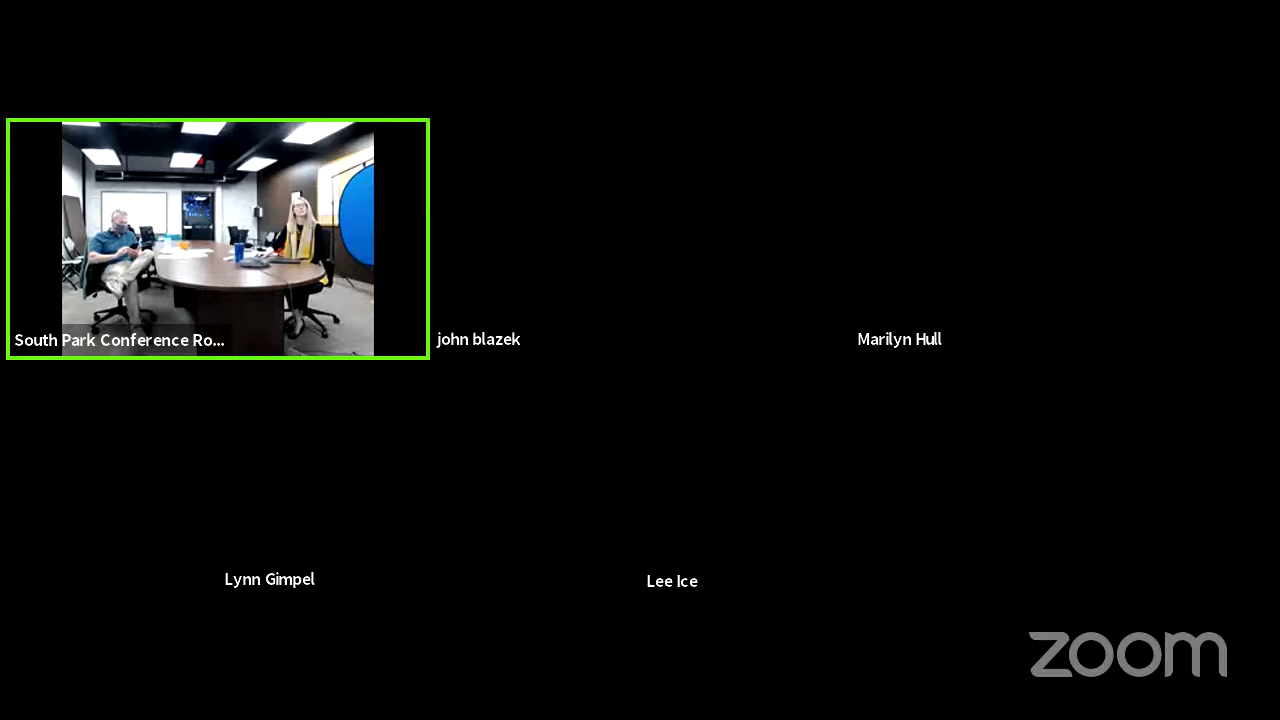 South Park Conference Ro...
john blazek
Marilyn Hull
Lynn Gimpel
Lee Ice
zoom